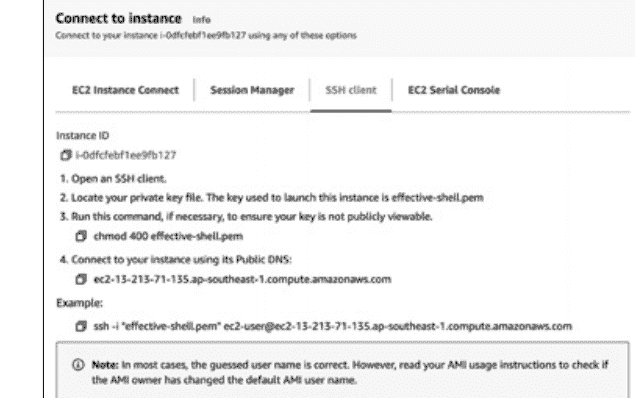 Connect to instance Info
Connect to your instance i-0dfcfebf1ee9fb127 using any of these options
EC2 Instance Connect Session Manager SSH client EC2 Serial Console
Instance ID
i-0dfcfebf1ee9fb127
1. Open an SSH client.
2. Locate your private key file. The key used to launch this instance is effective-shell.pem
3. Run this command, if necessary, to ensure your key is not publicly viewable.
chmod 400 effective-shell.pem
4. Connect to your instance using its Public DNS:
ec2-13-213-71-135.ap-southeast-1.compute.amazonaws.com
Example:
ssh -i "effective-shell.pem" ec2-user@ec2-13-213-71-135.ap-southeast-1.compute.amazonaws.com
Note: In most cases, the guessed user name is correct. However, read your AMI usage instructions to check if
the AMI owner has changed the default AMI user name.